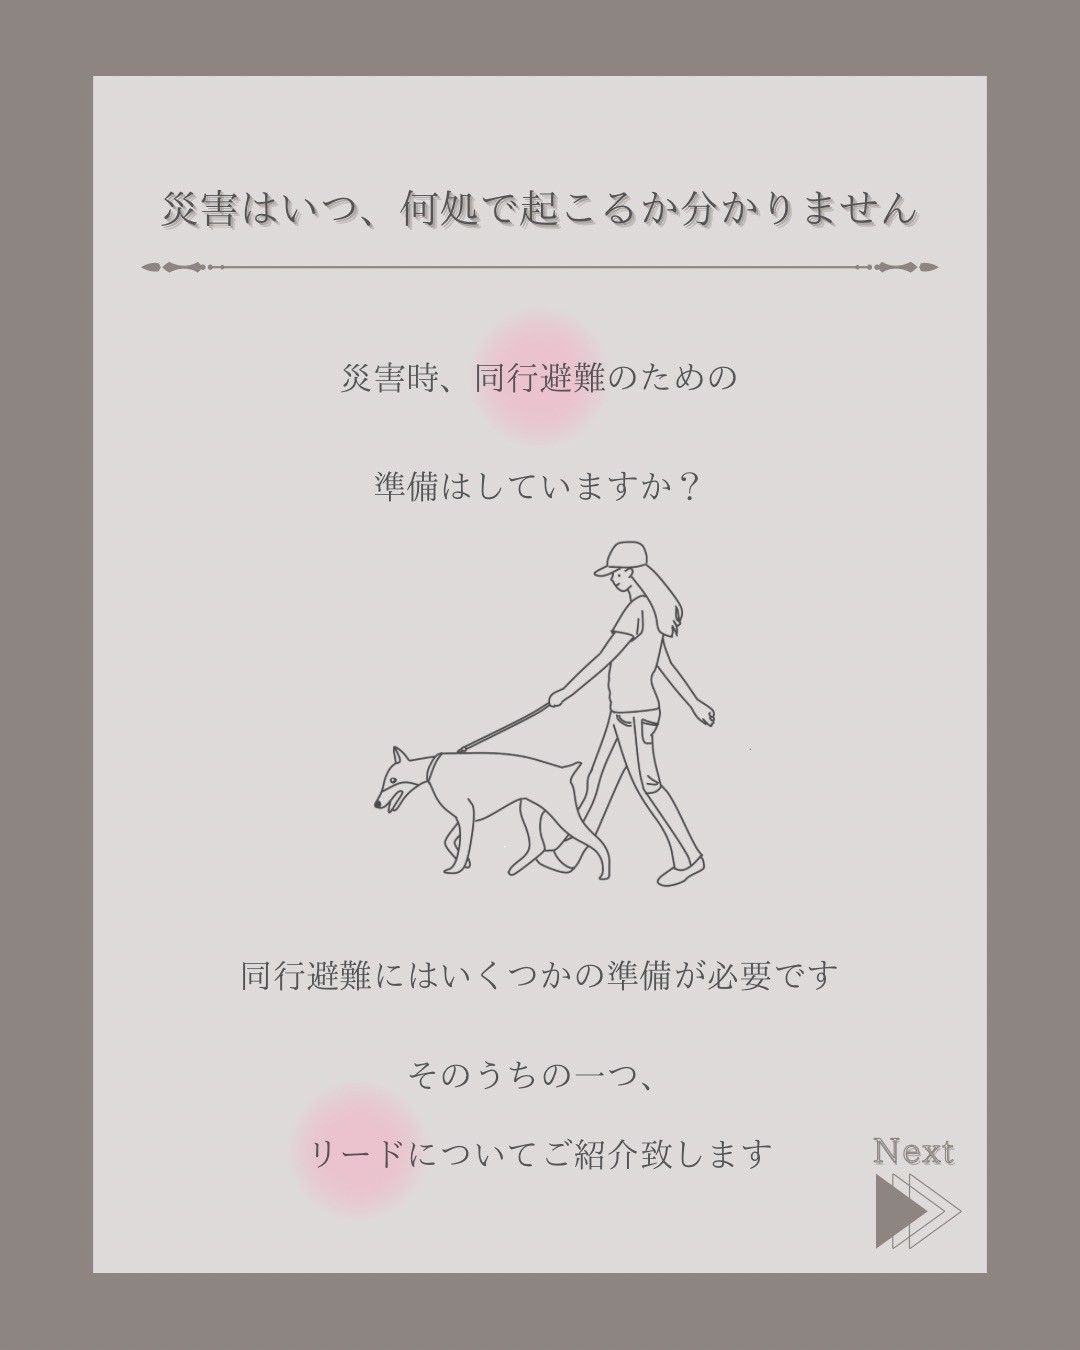 災害はいつ、何処で起こるか分かりません
災害時、同行避難のための
準備はしていますか？
同行避難にはいくつかの準備が必要です
そのうちの一つ、
リードについてご紹介致します
Next